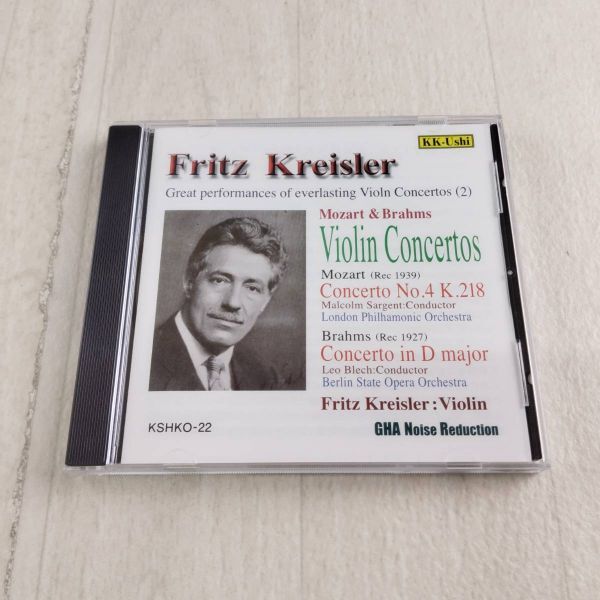 KK-Ushi
Fritz Kreisler
Great performances of everlasting Violn Concertos (2)
Mozart & Brahms
Violin Concertos
Mozart (Rec 1939)
Concerto No.4 K.218
Malcolm Sargent:Conductor
London Philhamonic Orchestra
Brahms (Rec 1927)
Concerto in D major
Leo Blech:Conductor
Berlin State Opera Orchestra
Fritz Kreisler : Violin
KSHKO-22
GHA Noise Reduction